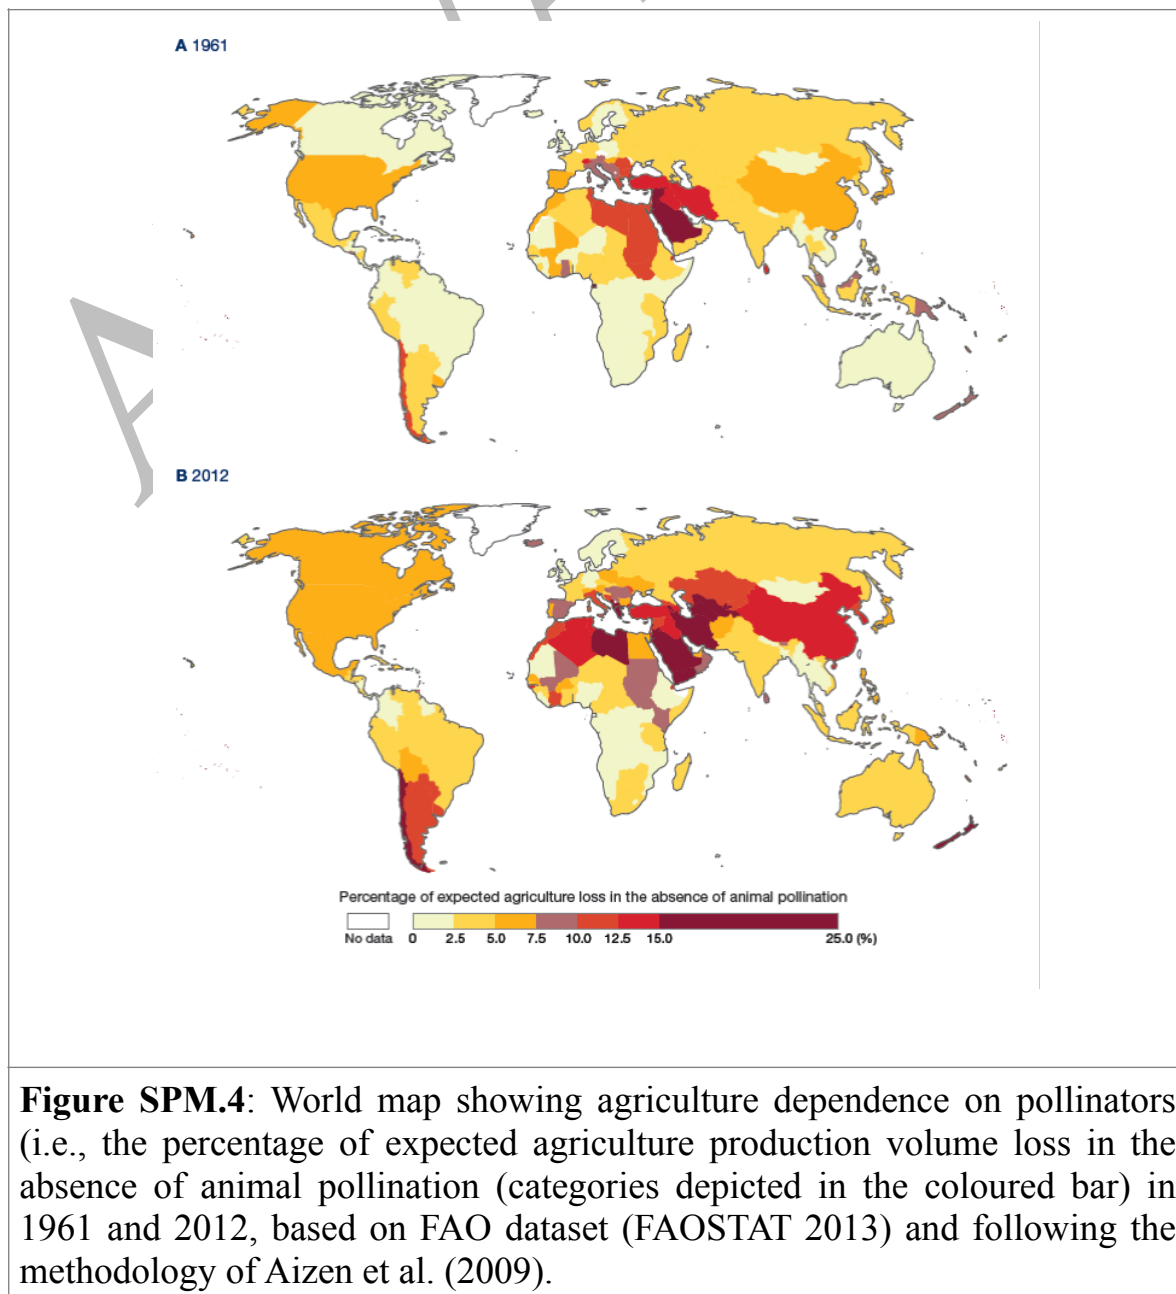 A 1961
B 2012
Percentage of expected agriculture loss in the absence of animal pollination
No data 0 2.5 5.0 7.5 10.0 12.5 15.0 25.0 (%)
Figure SPM.4: World map showing agriculture dependence on pollinators
(i.e., the percentage of expected agriculture production volume loss in the
absence of animal pollination (categories depicted in the coloured bar) in
1961 and 2012, based on FAO dataset (FAOSTAT 2013) and following the
methodology of Aizen et al. (2009).